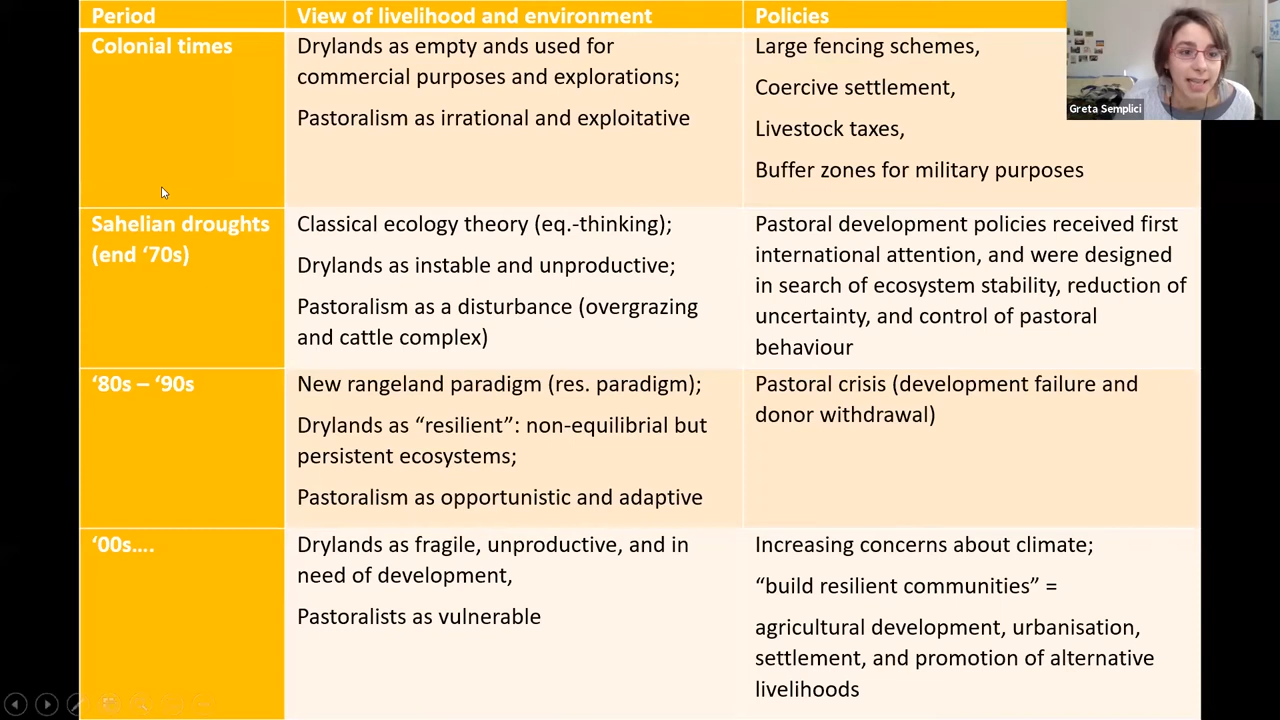 Period
View of livelihood and environment
Policies
Colonial times
Drylands as empty ands used for
commercial purposes and explorations;
Pastoralism as irrational and exploitative
Large fencing schemes,
Coercive settlement,
Livestock taxes,
Buffer zones for military purposes
Greta Semplici
Sahelian droughts
(end ‘70s)
Classical ecology theory (eq.-thinking);
Drylands as instable and unproductive;
Pastoralism as a disturbance (overgrazing
and cattle complex)
Pastoral development policies received first
international attention, and were designed
in search of ecosystem stability, reduction of
uncertainty, and control of pastoral
behaviour
‘80s – ‘90s
New rangeland paradigm (res. paradigm);
Drylands as “resilient”: non-equilibrial but
persistent ecosystems;
Pastoralism as opportunistic and adaptive
Pastoral crisis (development failure and
donor withdrawal)
‘00s….
Drylands as fragile, unproductive, and in
need of development,
Pastoralists as vulnerable
Increasing concerns about climate;
“build resilient communities” =
agricultural development, urbanisation,
settlement, and promotion of alternative
livelihoods